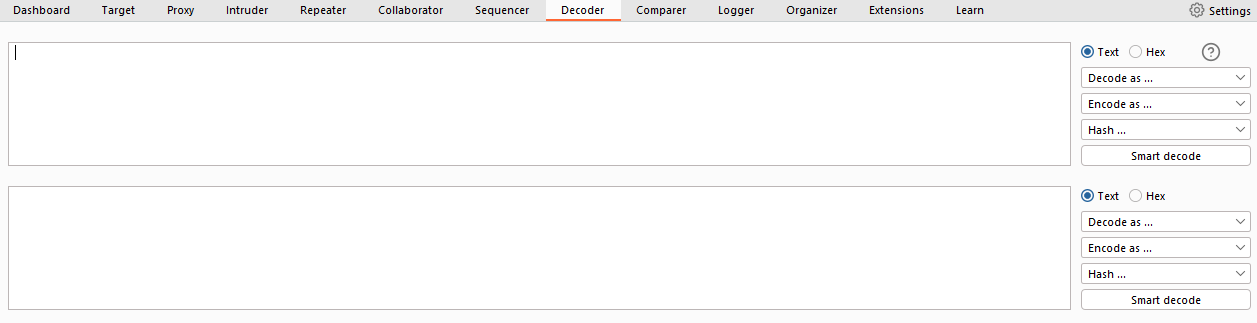 Dashboard Target Proxy Intruder Repeater Collaborator Sequencer Decoder Comparer Logger Organizer Extensions Learn Settings
Text Hex ?
Decode as ...
Encode as ...
Hash ...
Smart decode
Text Hex
Decode as ...
Encode as ...
Hash ...
Smart decode